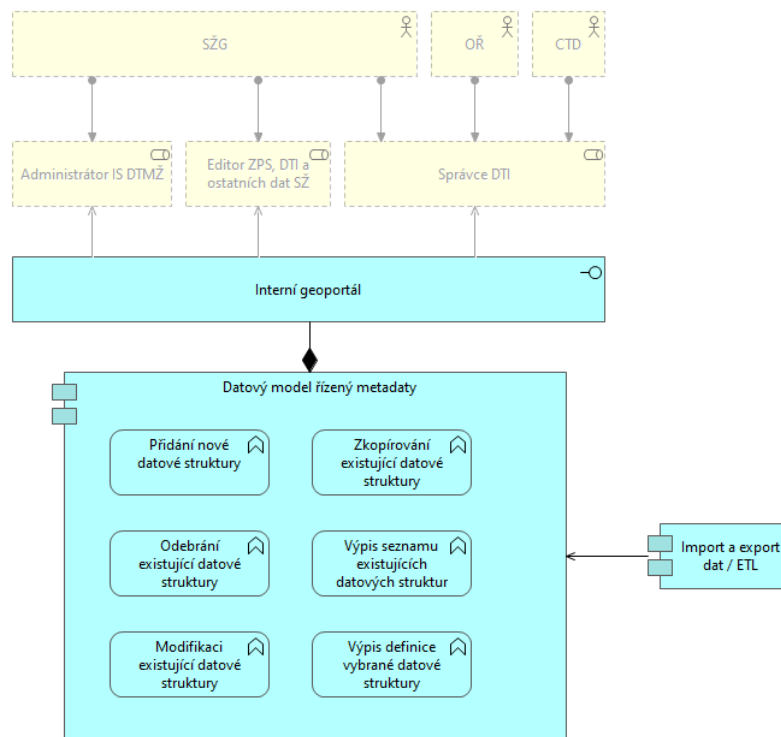 SŽG
OŘ
CTD
Administrátor IS DTMŽ
Editor ZPS, DTI a
ostatních dat SŽ
Správce DTI
Interní geoportál
Datový model řízený metadaty
Přidání nové
datové struktury
Zkopírování
existující datové
struktury
Odebrání
existující datové
struktury
Výpis seznamu
existujících
datových struktur
Modifikaci
existující datové
struktury
Výpis definice
vybrané datové
struktury
Import a export
dat / ETL